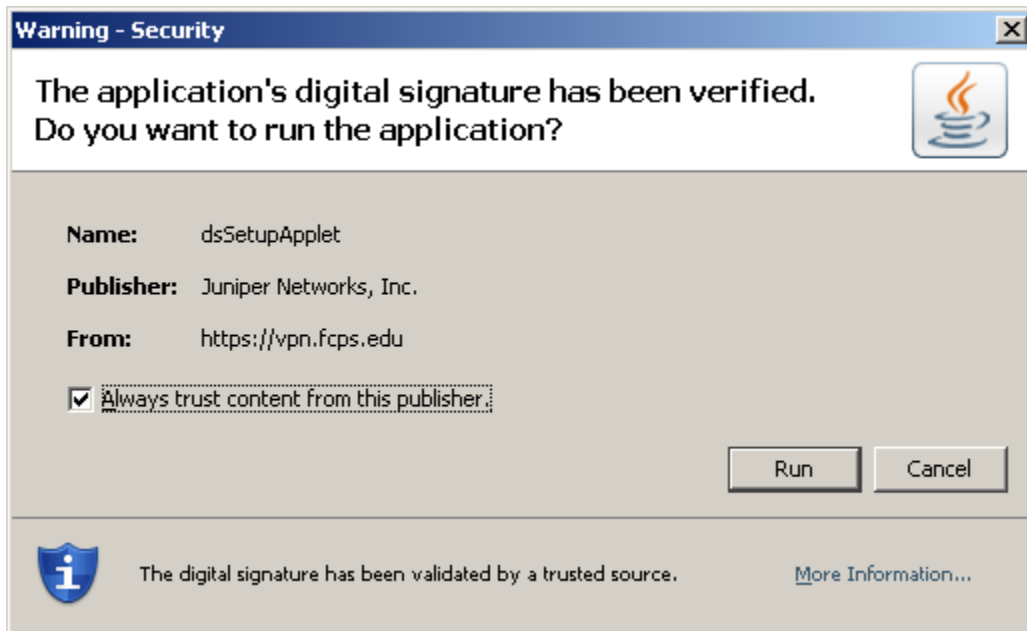 Warning - Security
The application's digital signature has been verified.
Do you want to run the application?
Name: dsSetupApplet
Publisher: Juniper Networks, Inc.
From: https://vpn.fcps.edu
Always trust content from this publisher.
Run Cancel
The digital signature has been validated by a trusted source. More Information...